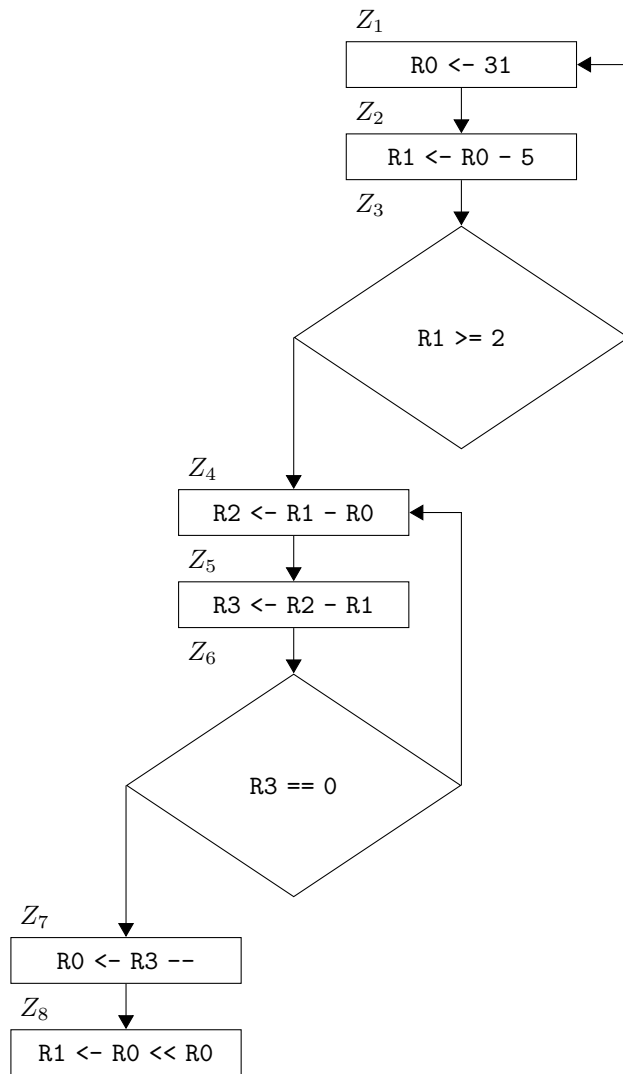 Z₁
R0 <- 31
Z₂
R1 <- R0 - 5
Z₃
R1 >= 2
Z₄
R2 <- R1 - R0
Z₅
R3 <- R2 - R1
Z₆
R3 == 0
Z₇
R0 <- R3 --
Z₈
R1 <- R0 << R0